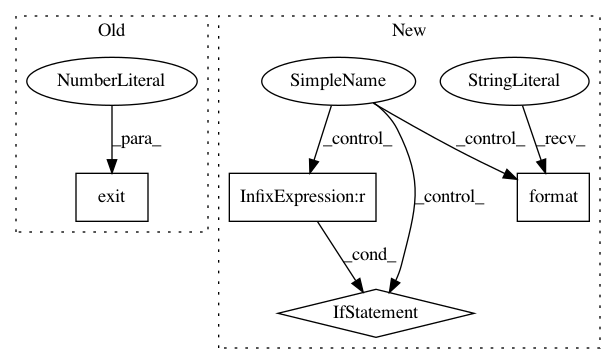 Old
New
NumberLiteral
SimpleName
StringLiteral
_para_
_control_
_control_
_recv_
exit
InfixExpression:r
_control_
format
_cond_
IfStatement